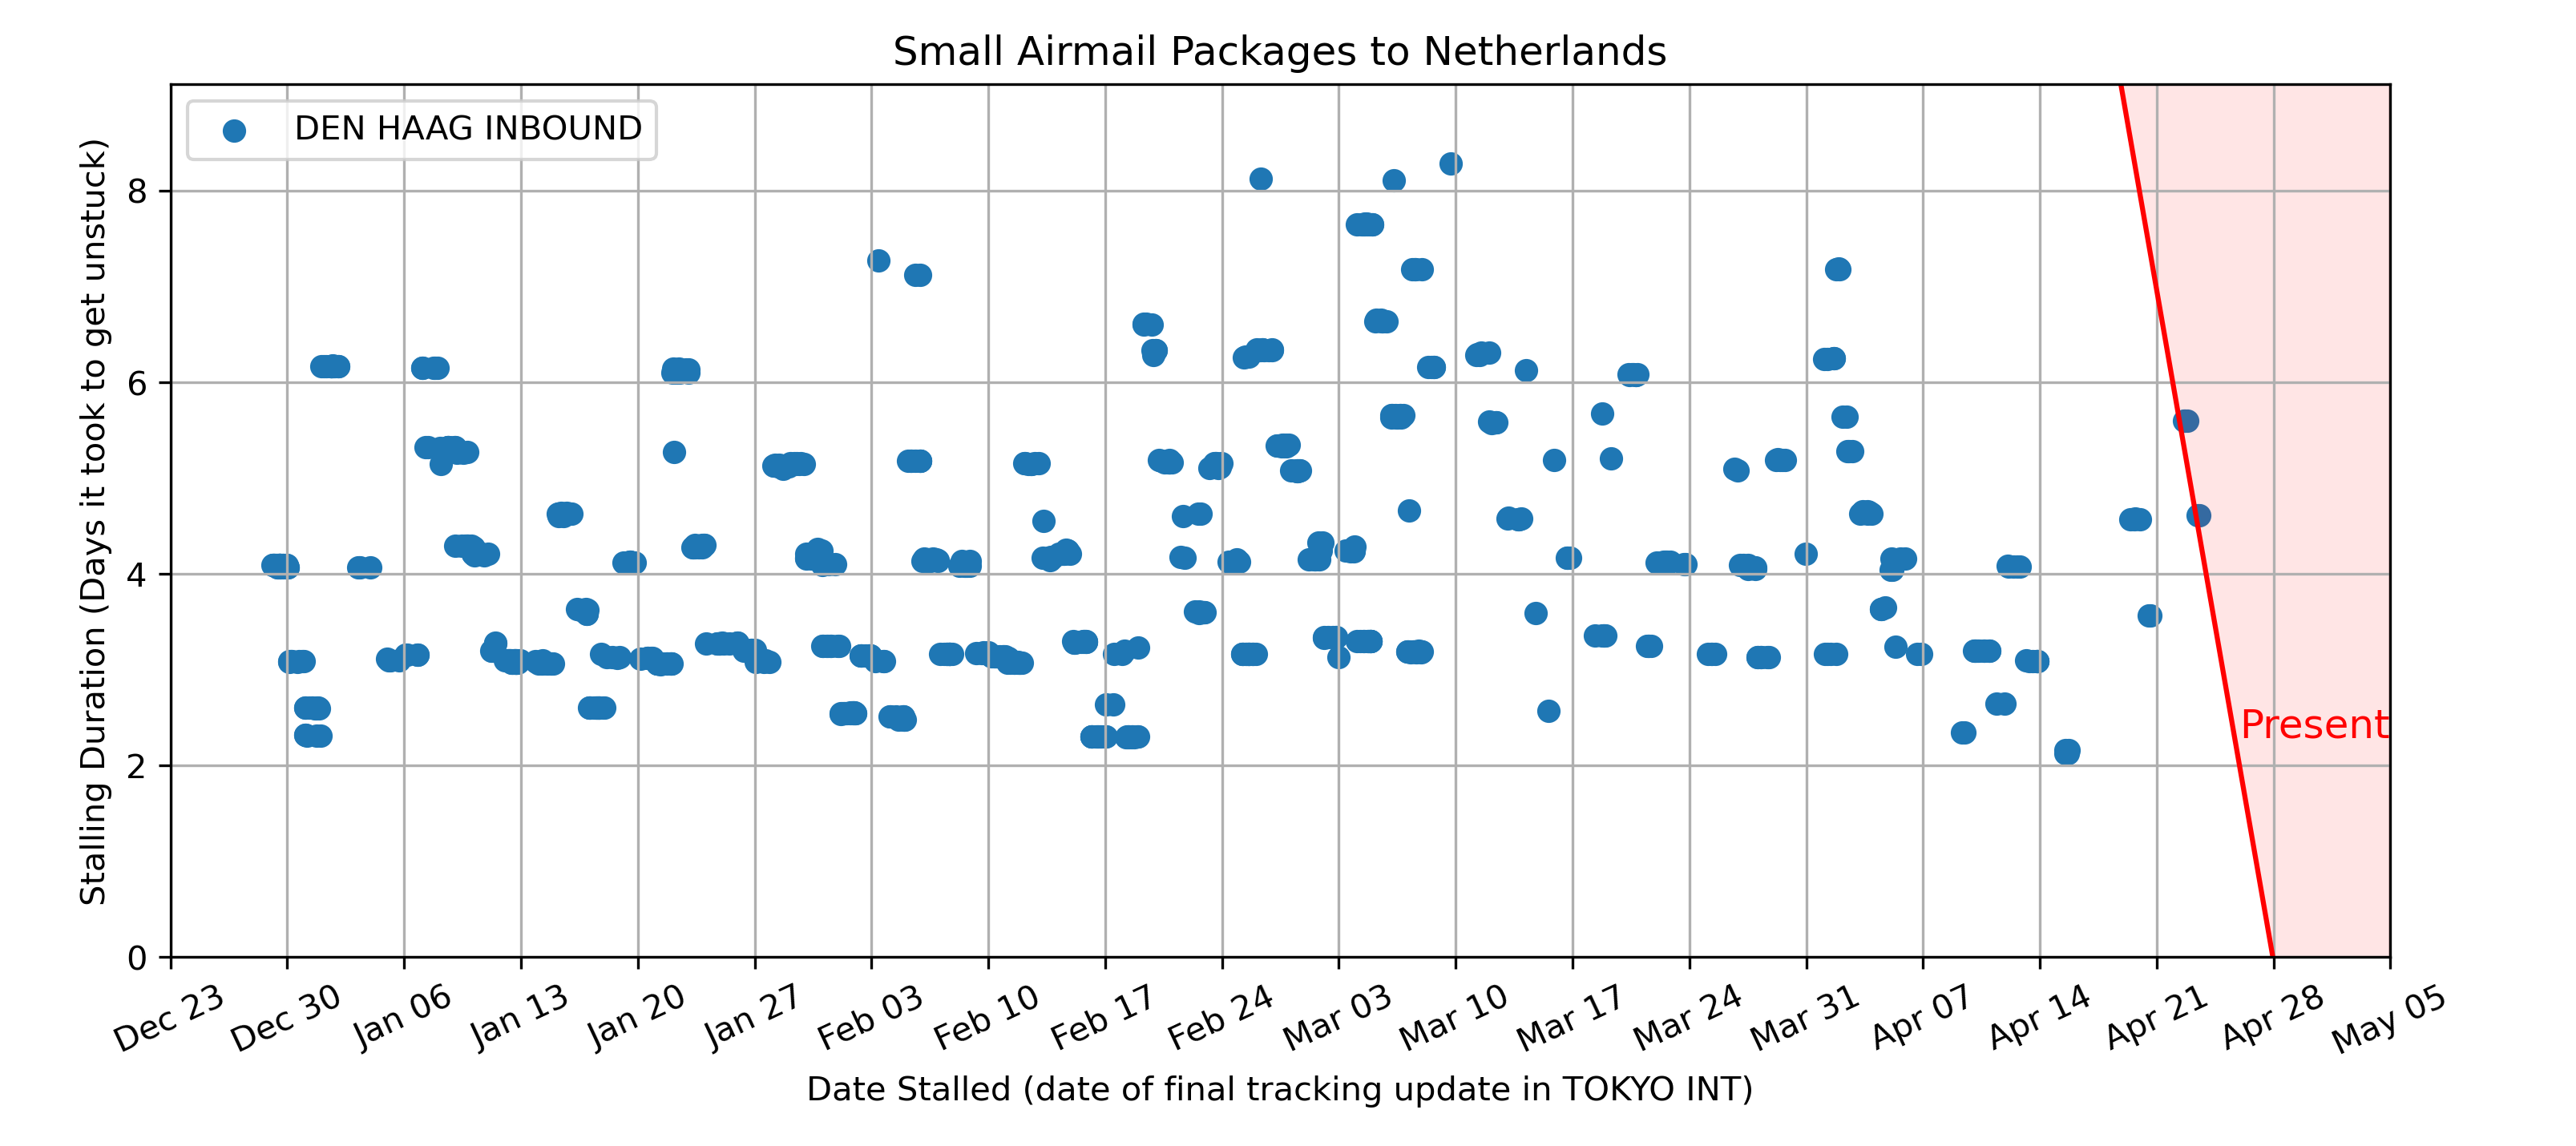 Small Airmail Packages to Netherlands
DEN HAAG INBOUND
Stalling Duration (Days it took to get unstuck)
8
6
4
2
0
Present
Dec 23
Dec 30
Jan 06
Jan 13
Jan 20
Jan 27
Feb 03
Feb 10
Feb 17
Feb 24
Mar 03
Mar 10
Mar 17
Mar 24
Mar 31
Apr 07
Apr 14
Apr 21
Apr 28
May 05
Date Stalled (date of final tracking update in TOKYO INT)